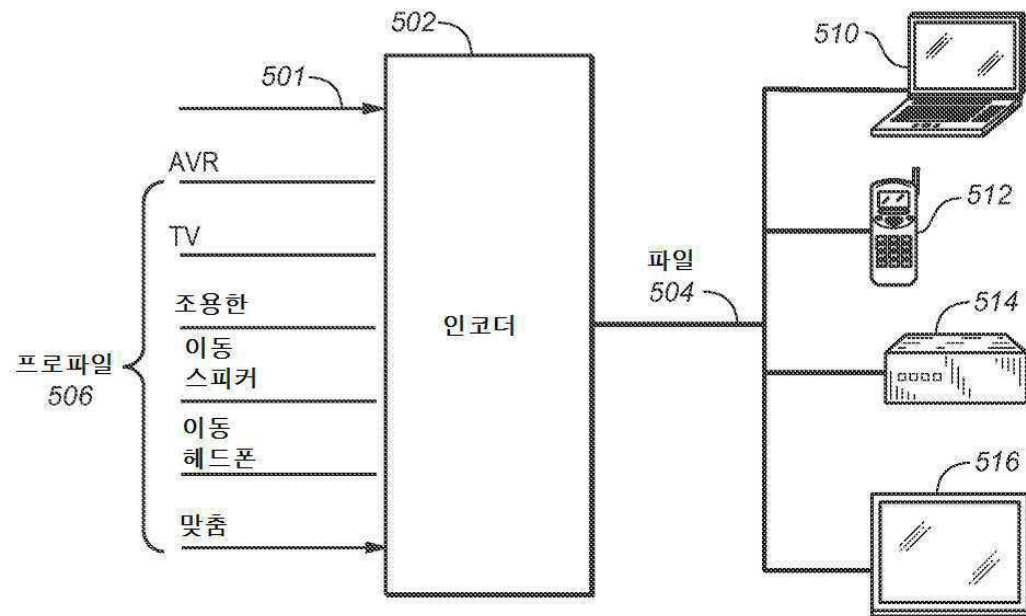 502
510
501
AVR
512
TV
파일
504
조용한
514
인코더
이동
스피커
프로파일
506
이동
헤드폰
516
맞춤